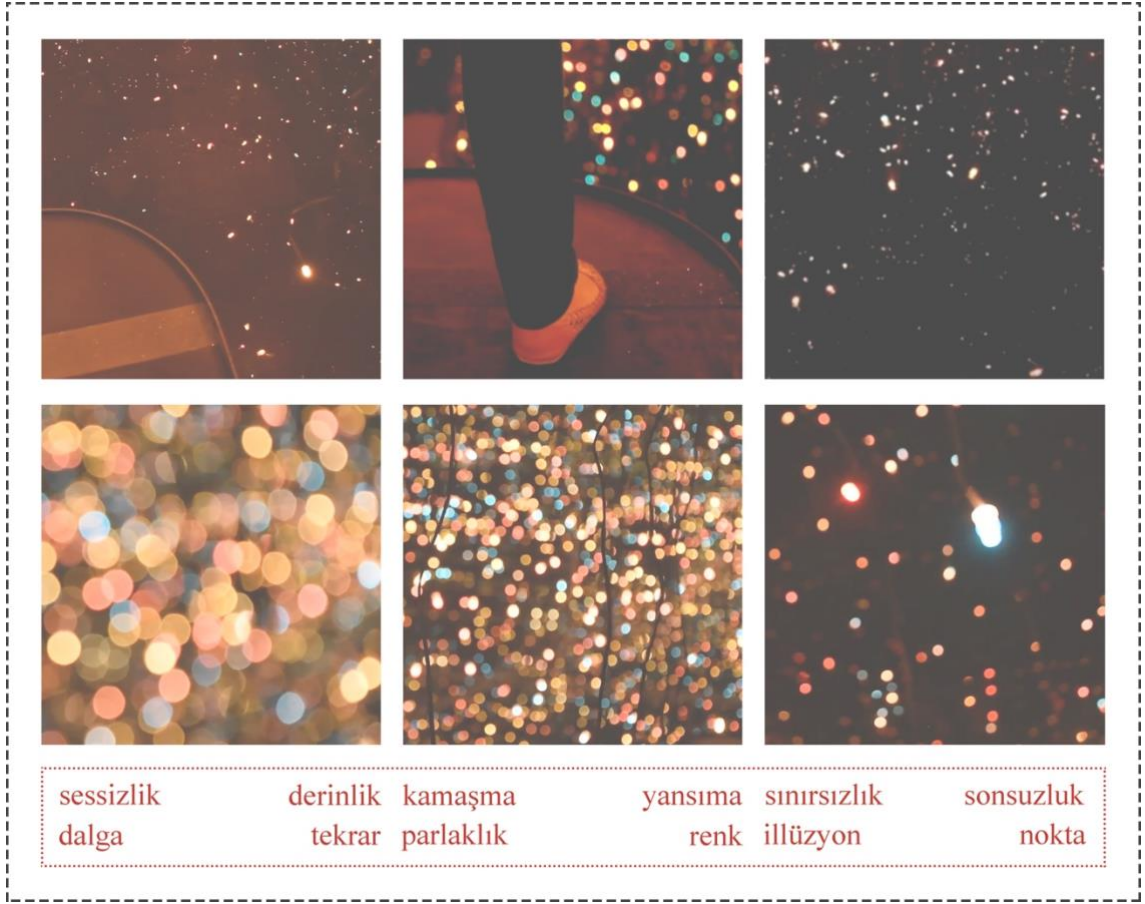 sessizlik derinlik kamaşma yansıma sınırsızlık sonsuzluk
dalga tekrar parlaklık renk illüzyon nokta